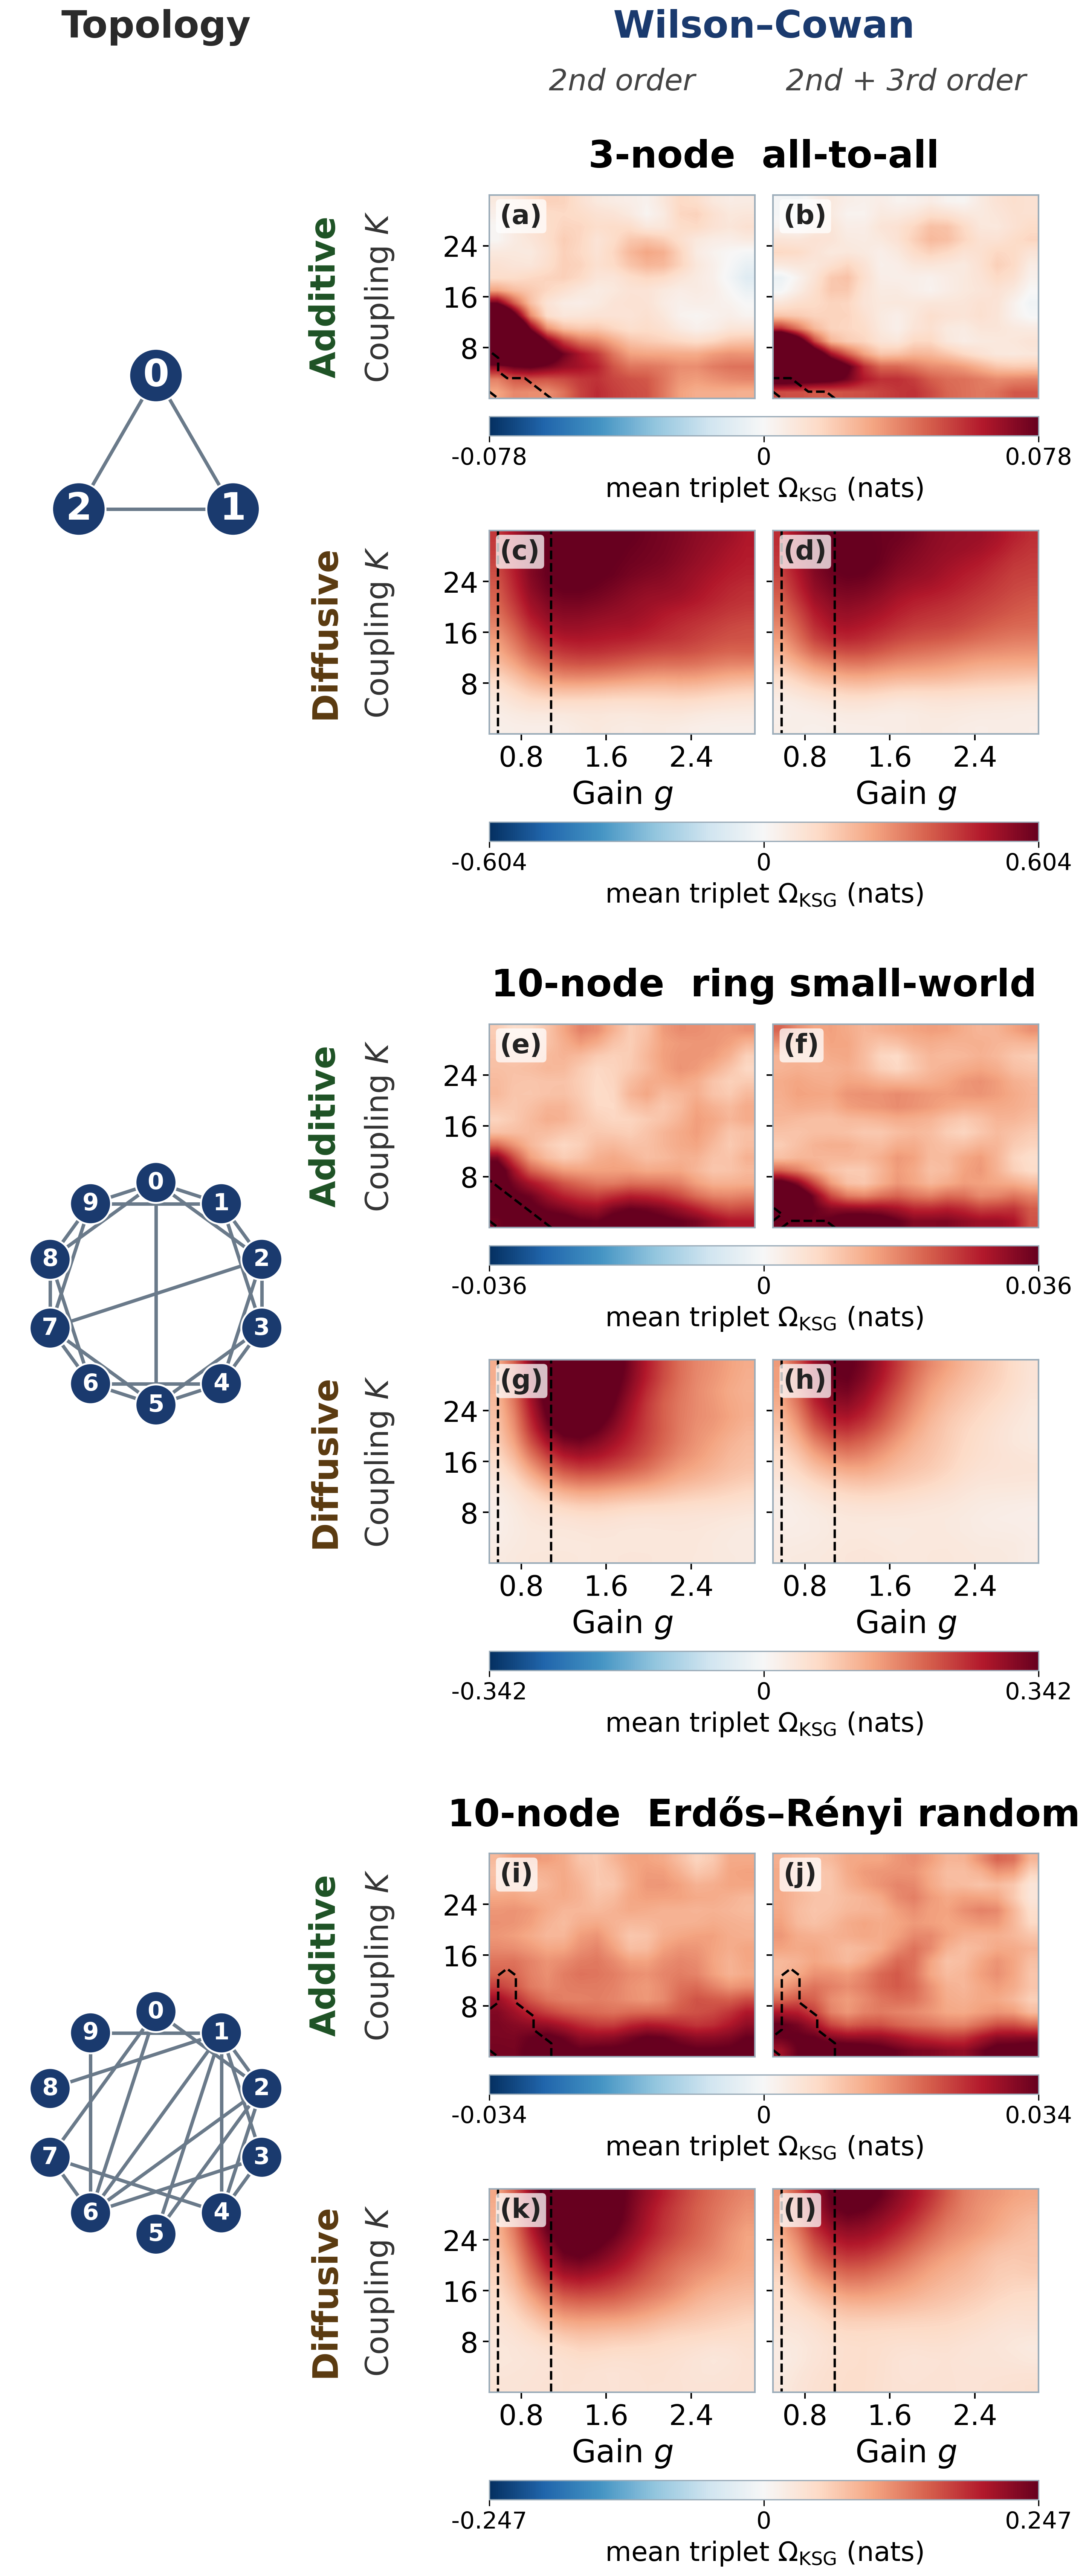 Topology
Wilson–Cowan
2nd order
2nd + 3rd order
3-node all-to-all
Additive
Coupling K
(a)
(b)
24
16
8
0
2
1
-0.078 0 0.078
mean triplet ΩKSG (nats)
Diffusive
Coupling K
(c)
(d)
24
16
8
0.8 1.6 2.4
0.8 1.6 2.4
Gain g
Gain g
-0.604 0 0.604
mean triplet ΩKSG (nats)
10-node ring small-world
Additive
Coupling K
(e)
(f)
24
16
8
0
9
1
8
2
7
3
6
4
5
-0.036 0 0.036
mean triplet ΩKSG (nats)
Diffusive
Coupling K
(g)
(h)
24
16
8
0.8 1.6 2.4
0.8 1.6 2.4
Gain g
Gain g
-0.342 0 0.342
mean triplet ΩKSG (nats)
10-node Erdős–Rényi random
Additive
Coupling K
(i)
(j)
24
16
8
0
9
1
8
2
7
3
6
4
5
-0.034 0 0.034
mean triplet ΩKSG (nats)
Diffusive
Coupling K
(k)
(l)
24
16
8
0.8 1.6 2.4
0.8 1.6 2.4
Gain g
Gain g
-0.247 0 0.247
mean triplet ΩKSG (nats)